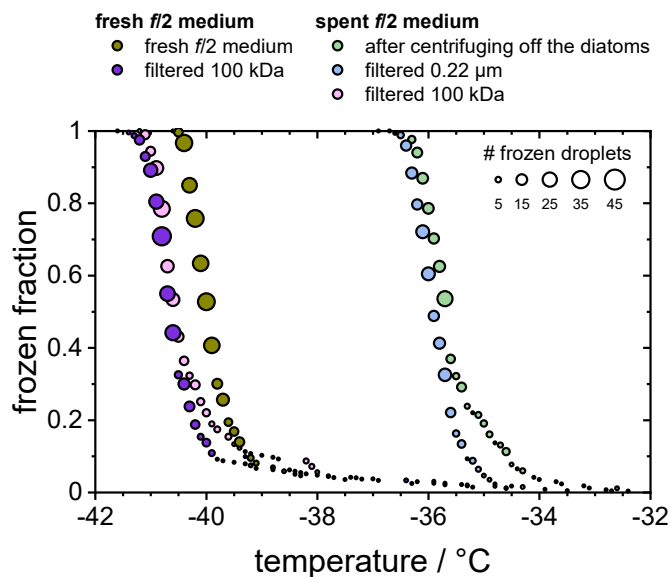 fresh f/2 medium
fresh f/2 medium
filtered 100 kDa
spent f/2 medium
after centrifuging off the diatoms
filtered 0.22 µm
filtered 100 kDa
# frozen droplets
5 15 25 35 45
1
0.8
0.6
0.4
0.2
0
frozen fraction
-42 -40 -38 -36 -34 -32
temperature / °C